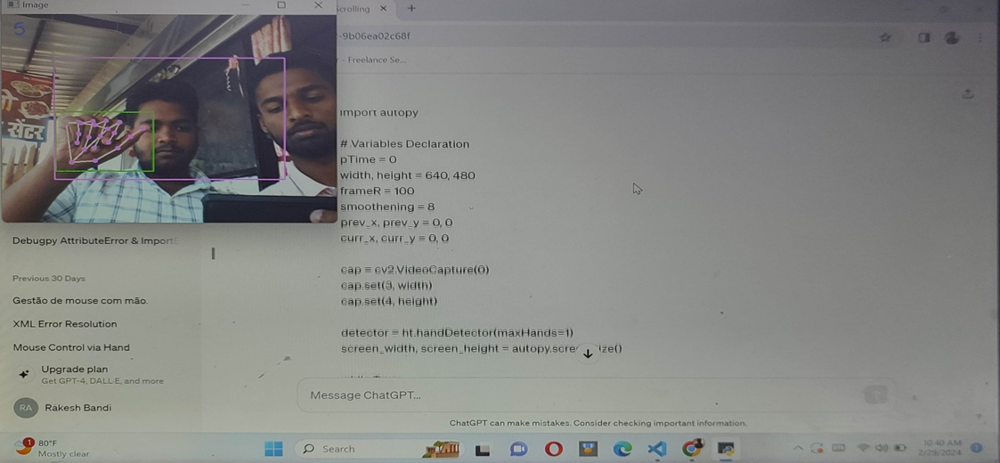 Image
scrolling
5
-9b06ea02c68f
- Freelance Se...
सेंटर
import autopy
# Variables Declaration
pTime = 0
width, height = 640, 480
frameR = 100
smoothening = 8
prev_x, prev_y = 0, 0
curr_x, curr_y = 0, 0
cap = cv2.VideoCapture(0)
cap.set(3, width)
cap.set(4, height)
detector = ht.handDetector(maxHands=1)
screen_width, screen_height = autopy.scree ize()
Debugpy AttributeError & ImportE
Previous 30 Days
Gestão de mouse com mão.
XML Error Resolution
Mouse Control via Hand
Upgrade plan
Get GPT-4, DALL·E, and more
RA
Rakesh Bandi
Message ChatGPT...
ChatGPT can make mistakes. Consider checking important information.
1
80°F
Mostly clear
Search
10:40 AM
2/29/2024